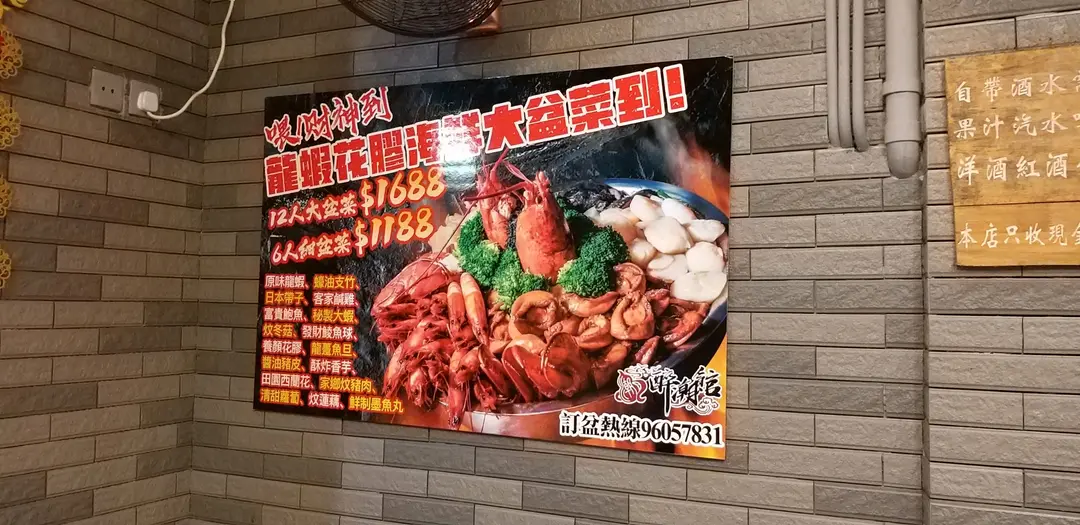 喂!財神到
龍蝦花膠海鮮大盆菜到!
12人大盆菜$1688
6人細盆菜$1188
原味龍蝦、蠔油支竹、
日本帶子、客家鹹雞、
富貴鮑魚、秘製大蝦、
炆冬菇、發財鯪魚球、
養顏花膠、龍躉魚旦、
鹽油豬皮、酥炸香芋、
田園西蘭花、家鄉炆豬肉、
清甜蘿蔔、炆蓮藕、鮮制墨魚丸
醉潮店
訂盆熱線96057831
自帶酒水
果汁汽水
洋酒紅酒
本店只收現金